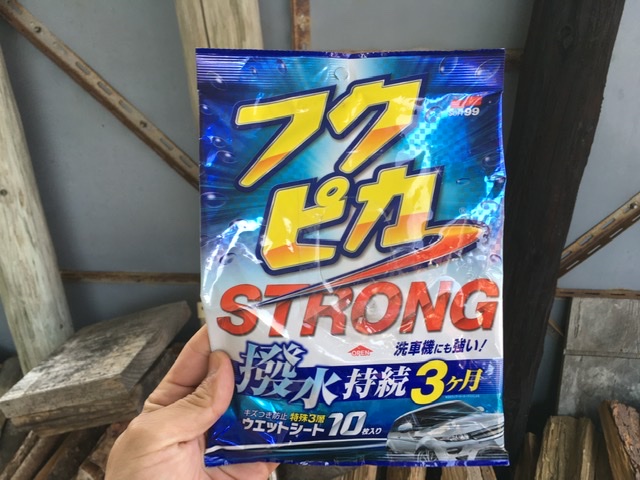 soft99
フク
ピカ
STRONG
OPEN
洗車機にも強い!
撥水持続3ヶ月
キズつき防止 特殊3層
ウエットシート10枚入り